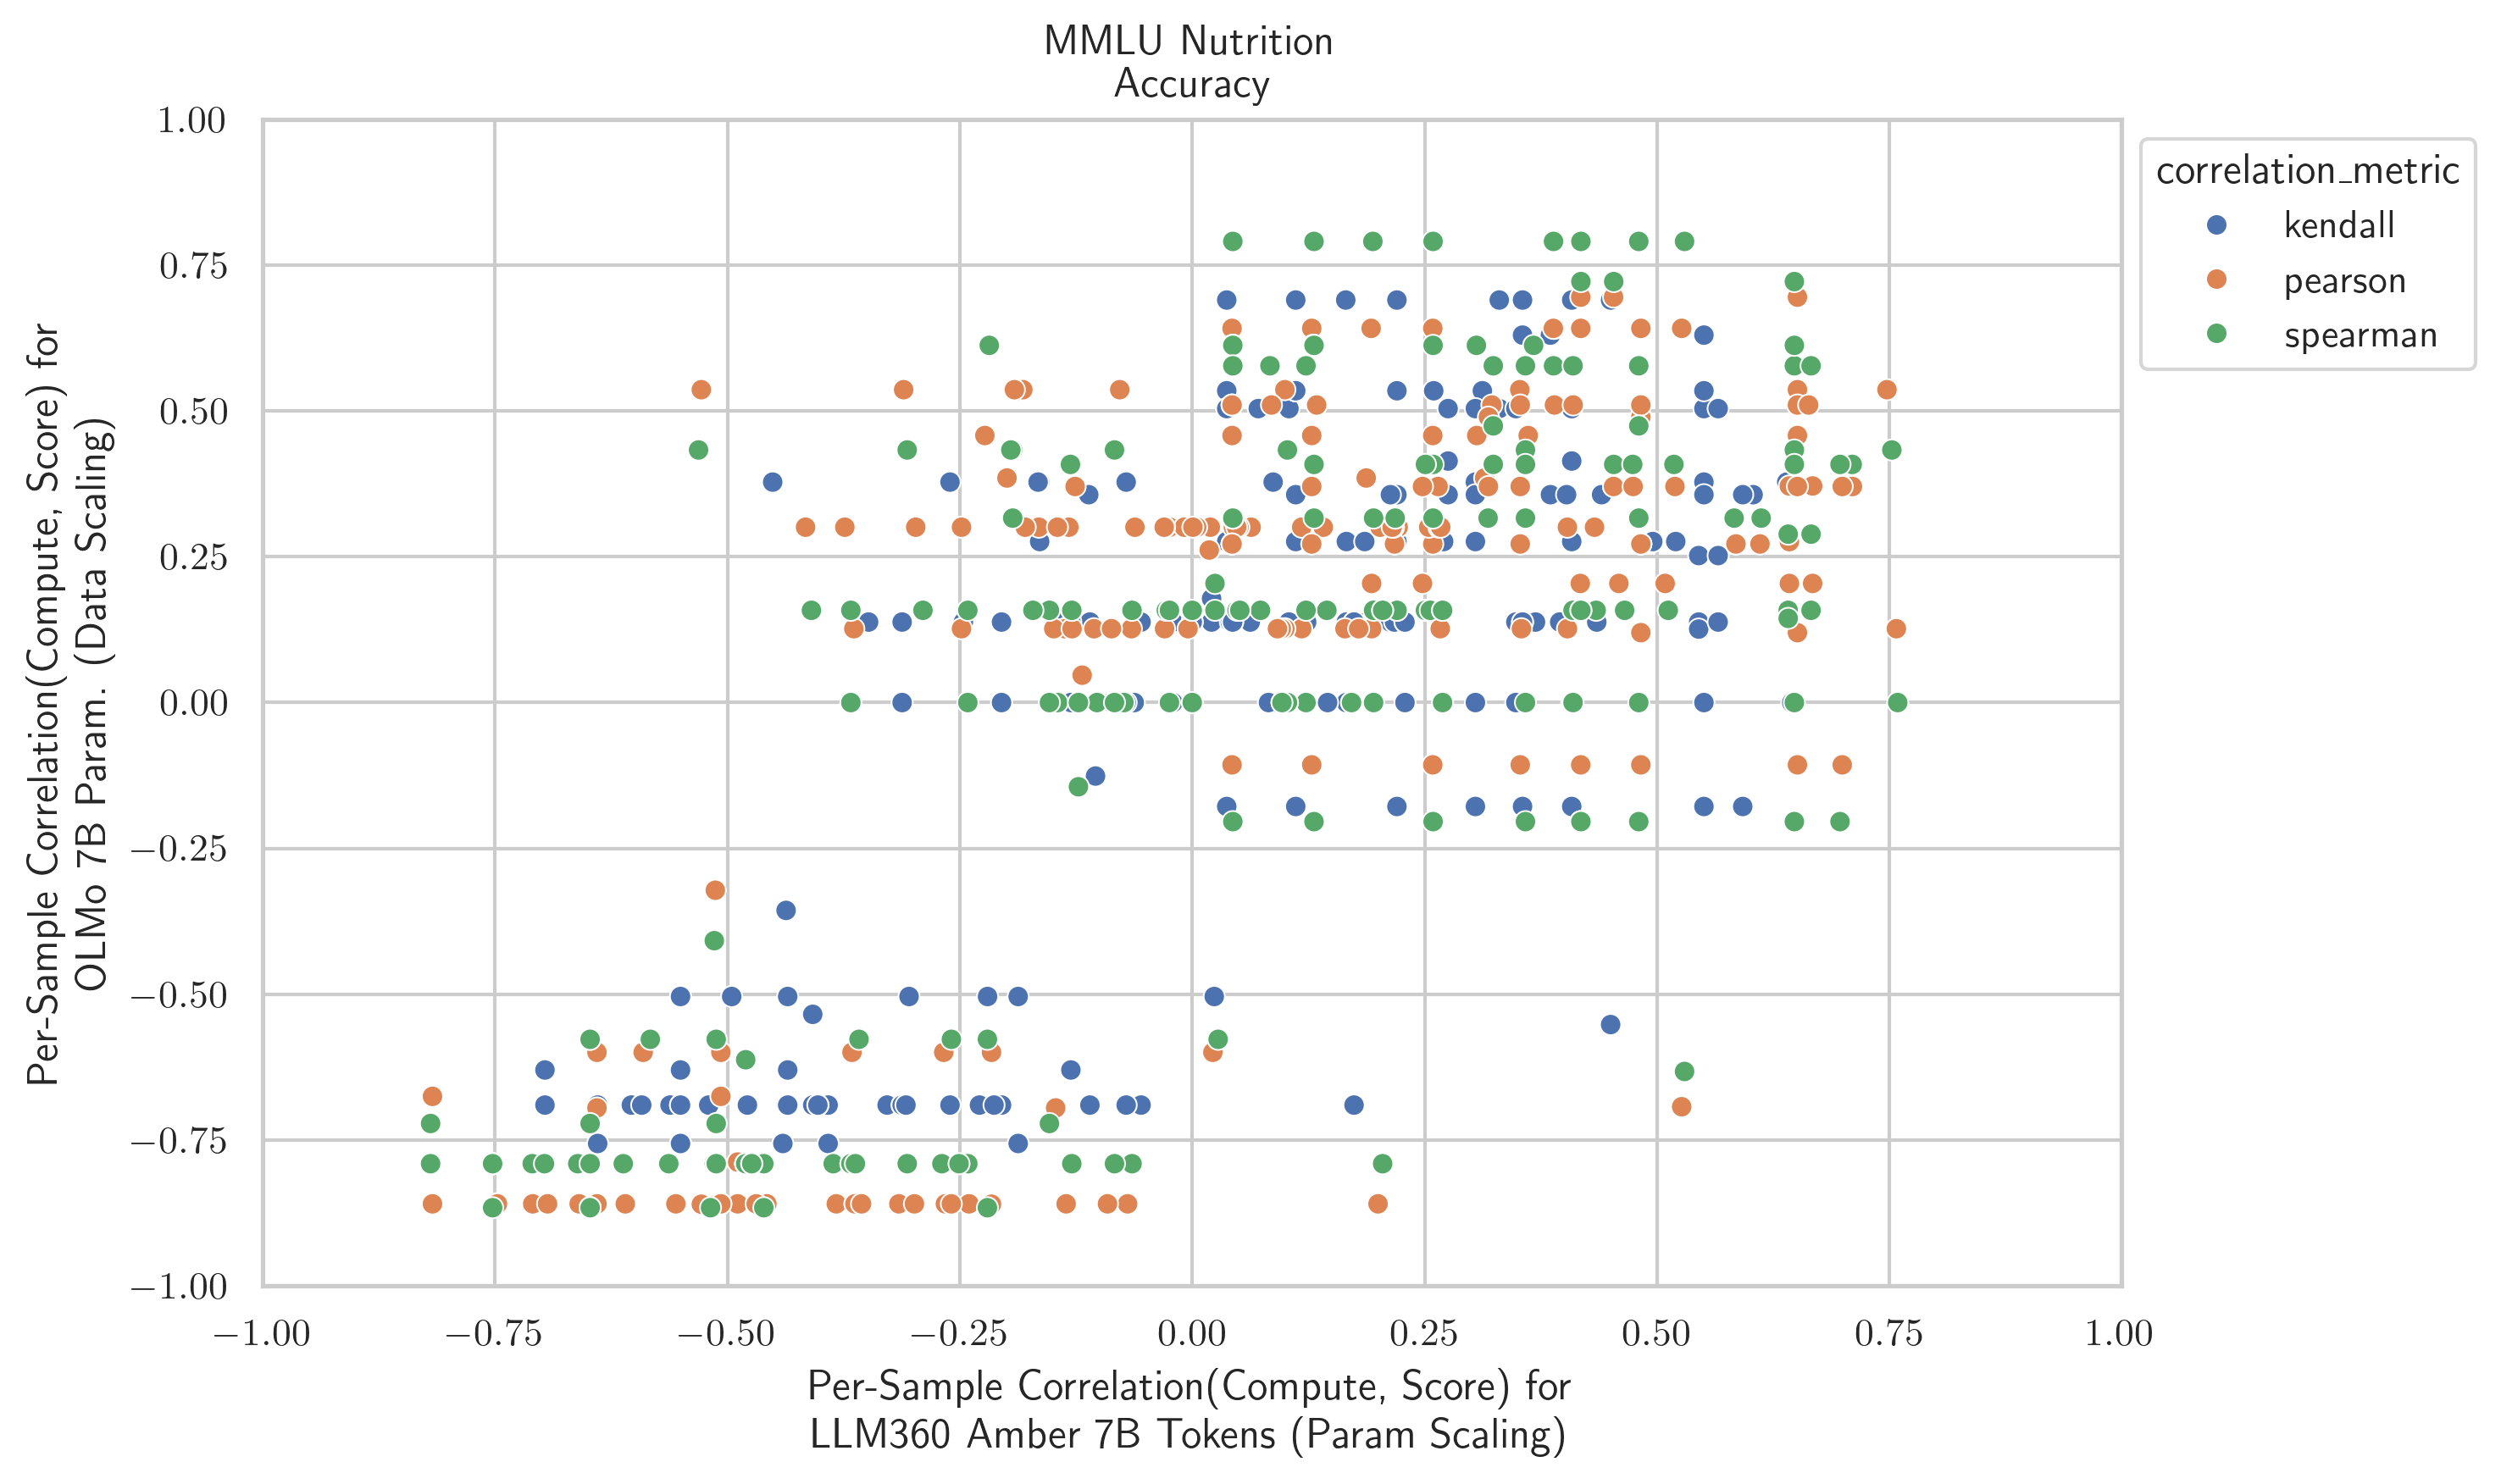 MMLU Nutrition
Accuracy
Per-Sample Correlation(Compute, Score) for
OLMo 7B Param. (Data Scaling)
1.00
0.75
0.50
0.25
0.00
−0.25
−0.50
−0.75
−1.00
−1.00
−0.75
−0.50
−0.25
0.00
0.25
0.50
0.75
1.00
Per-Sample Correlation(Compute, Score) for
LLM360 Amber 7B Tokens (Param Scaling)
correlation_metric
kendall
pearson
spearman